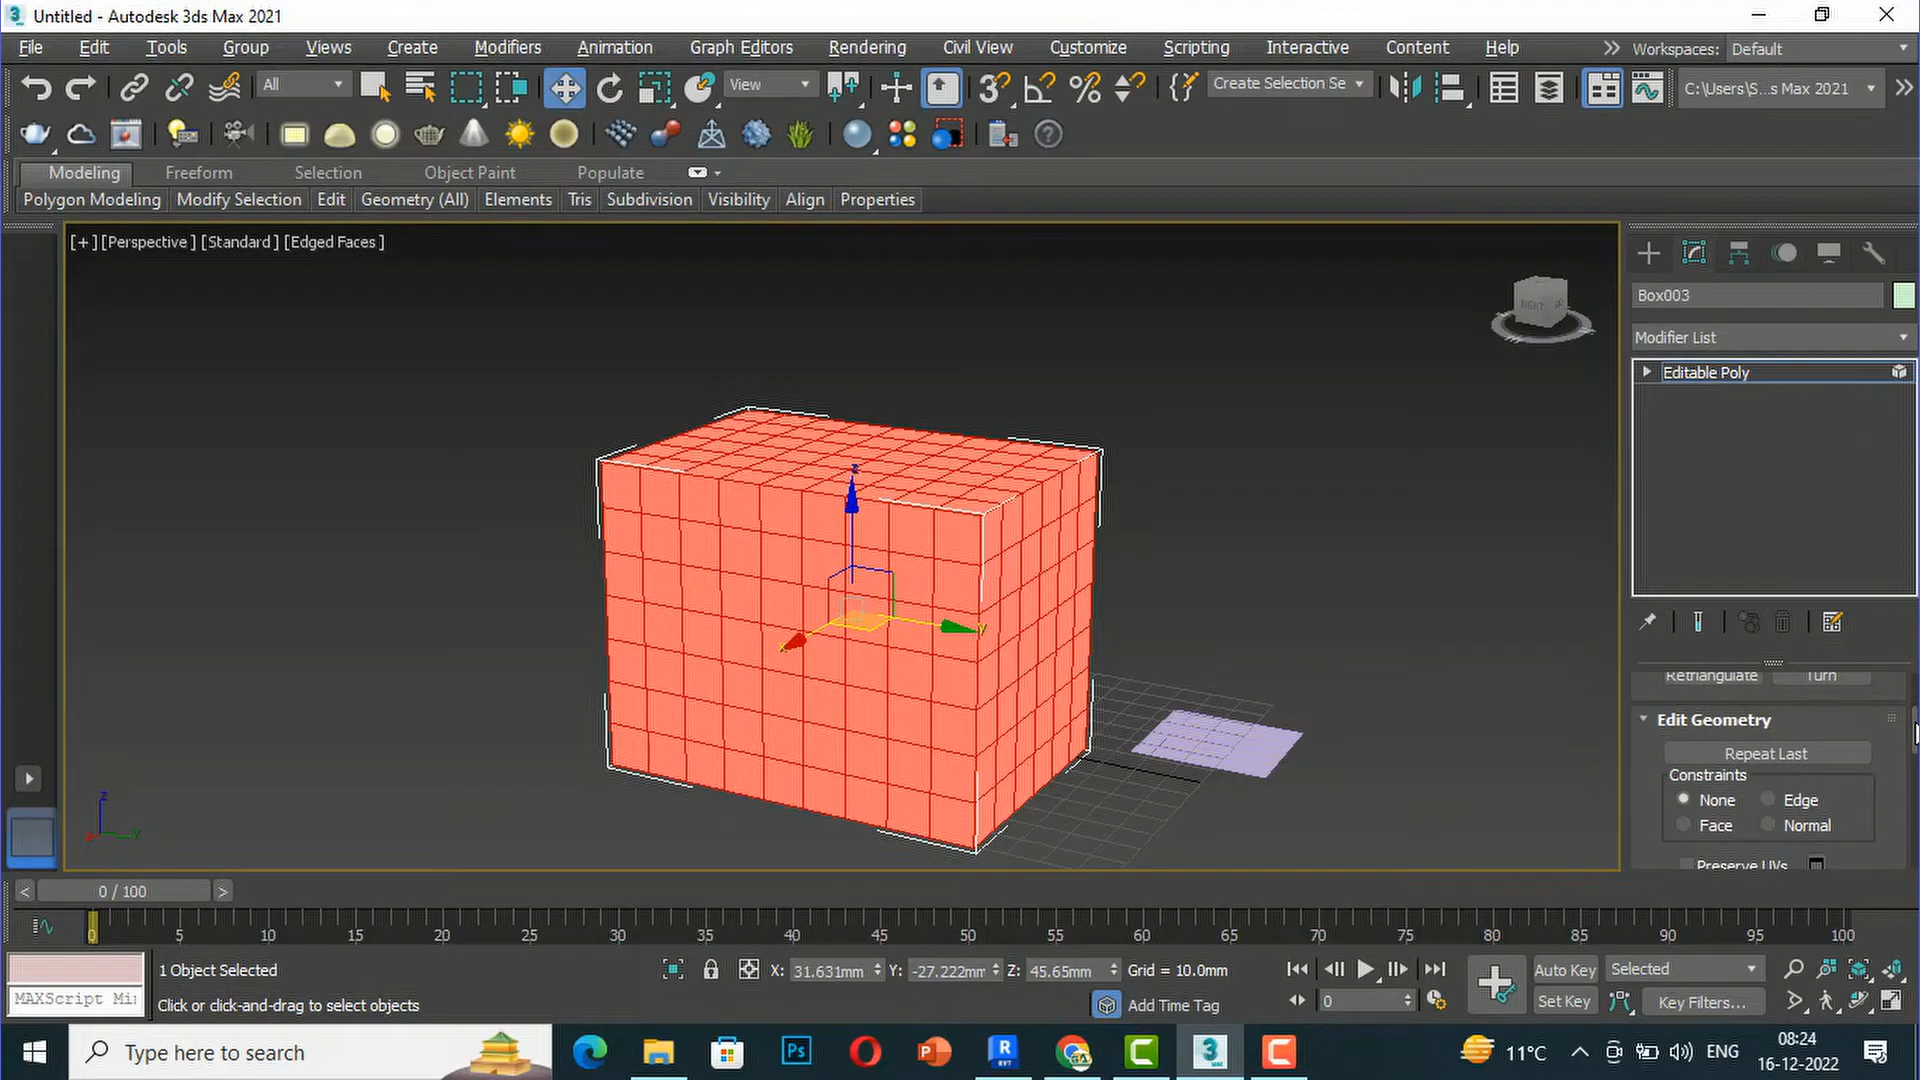 Untitled - Autodesk 3ds Max 2021
File Edit Tools Group Views Create Modifiers Animation Graph Editors Rendering Civil View Customize Scripting Interactive Content Help Workspaces: Default
All View Create Selection Se C:\Users\S...s Max 2021
Modeling Freeform Selection Object Paint Populate
Polygon Modeling Modify Selection Edit Geometry (All) Elements Tris Subdivision Visibility Align Properties
[+] [Perspective] [Standard] [Edged Faces]
Box003
Modifier List
Editable Poly
Retriangulate Turn
Edit Geometry
Repeat Last
Constraints
None Edge
Face Normal
Preserve UVs
z
y
x
z
y
x
< 0 / 100 >
0 5 10 15 20 25 30 35 40 45 50 55 60 65 70 75 80 85 90 95 100
1 Object Selected X: 31.631mm Y: -27.222mm Z: 45.65mm Grid = 10.0mm Auto Key Selected
MAXScript Mi
Click or click-and-drag to select objects Add Time Tag 0 Set Key Key Filters...
Type here to search Ps 11°C ENG
08:24
16-12-2022